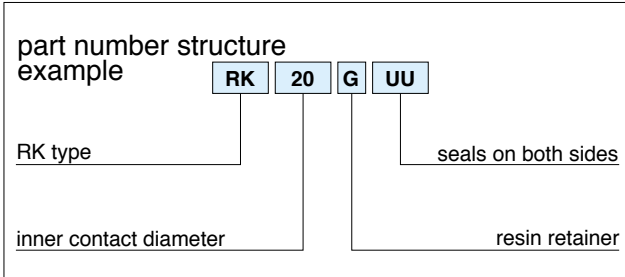 part number structure
example
RK 20 G UU
RK type
seals on both sides
inner contact diameter
resin retainer